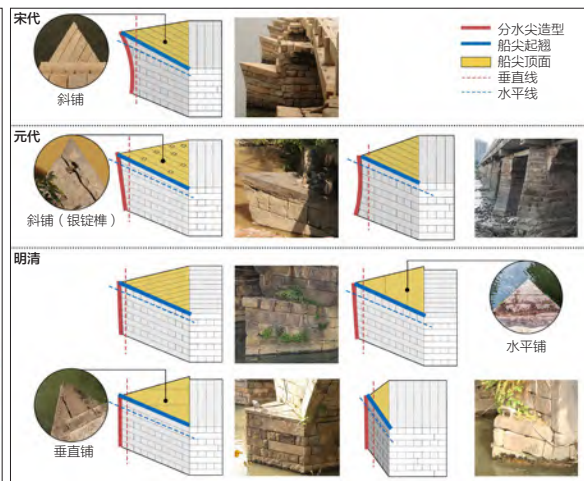 宋代
分水尖造型
船尖起翘
船尖顶面
垂直线
水平线
斜铺
元代
斜铺（银锭榫）
明清
水平铺
垂直铺